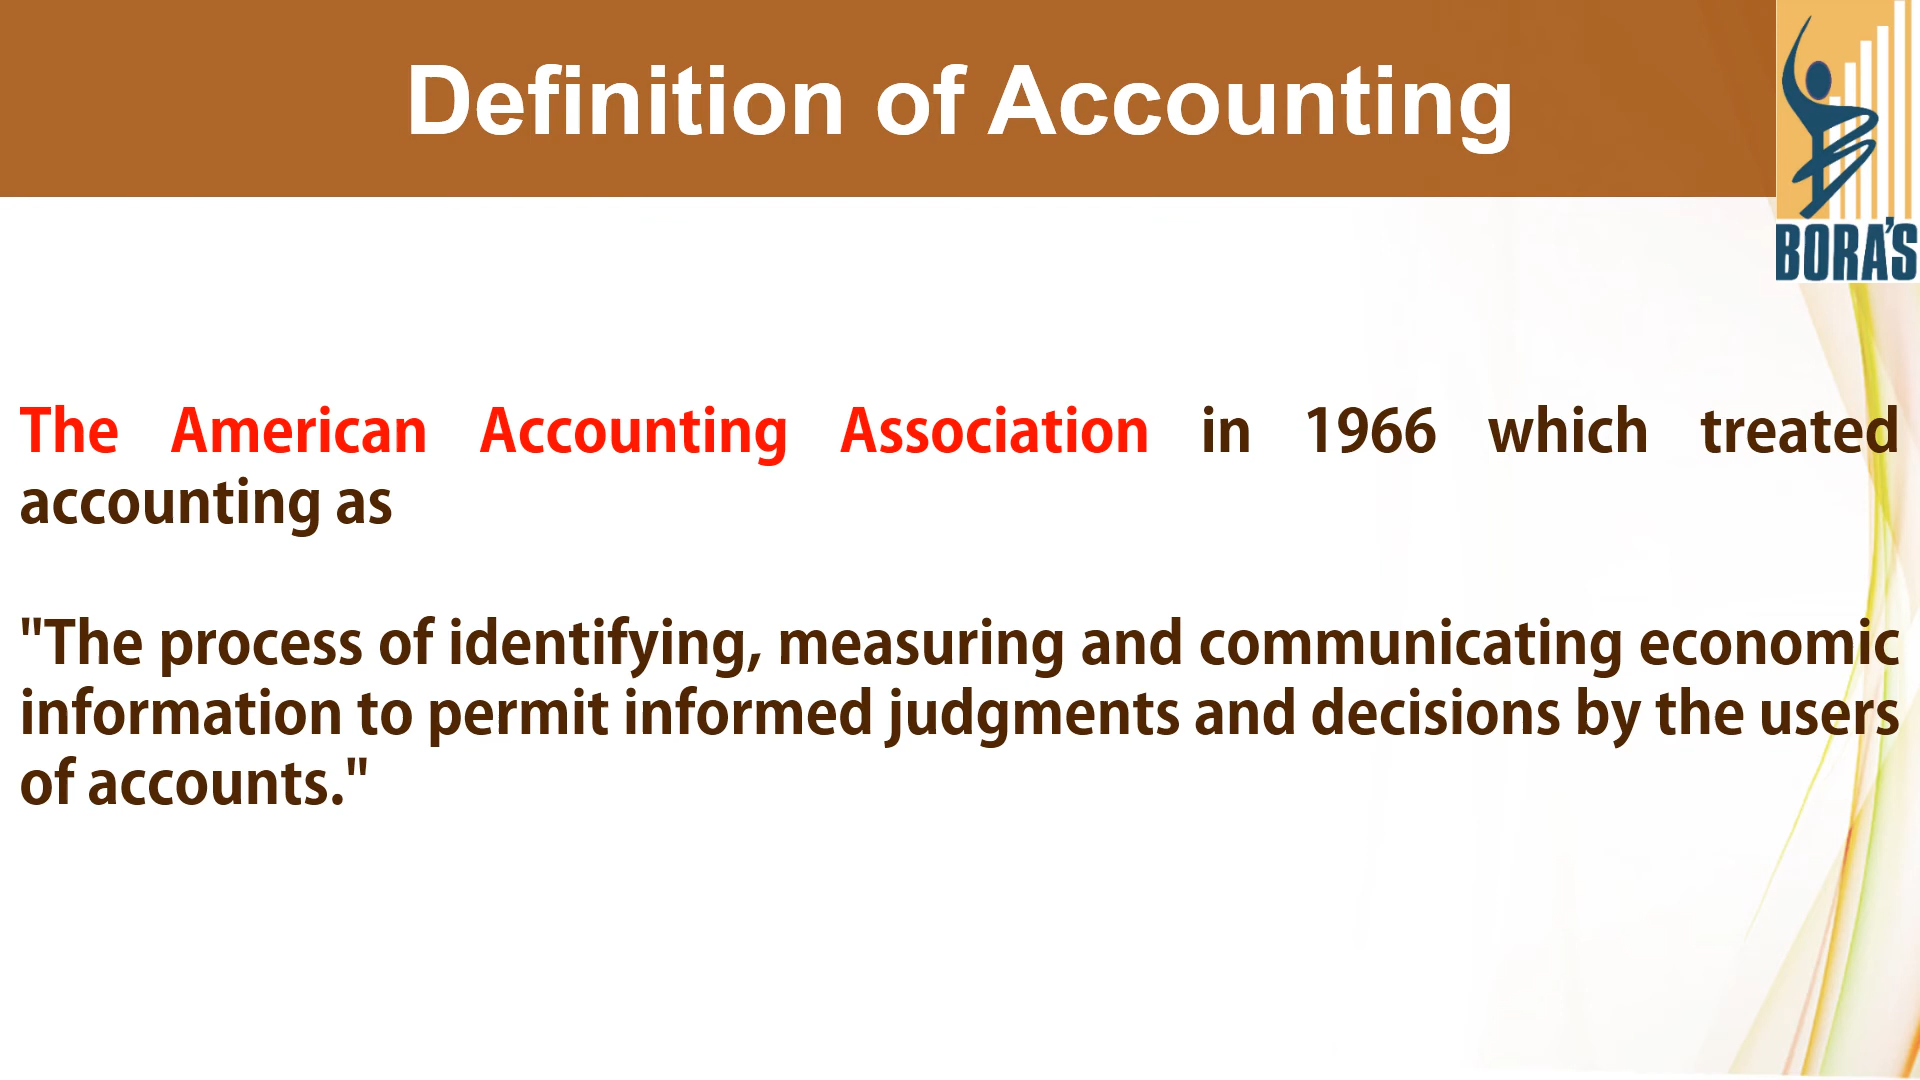 Definition of Accounting
BORA'S
The American Accounting Association in 1966 which treated
accounting as
"The process of identifying, measuring and communicating economic
information to permit informed judgments and decisions by the users
of accounts."